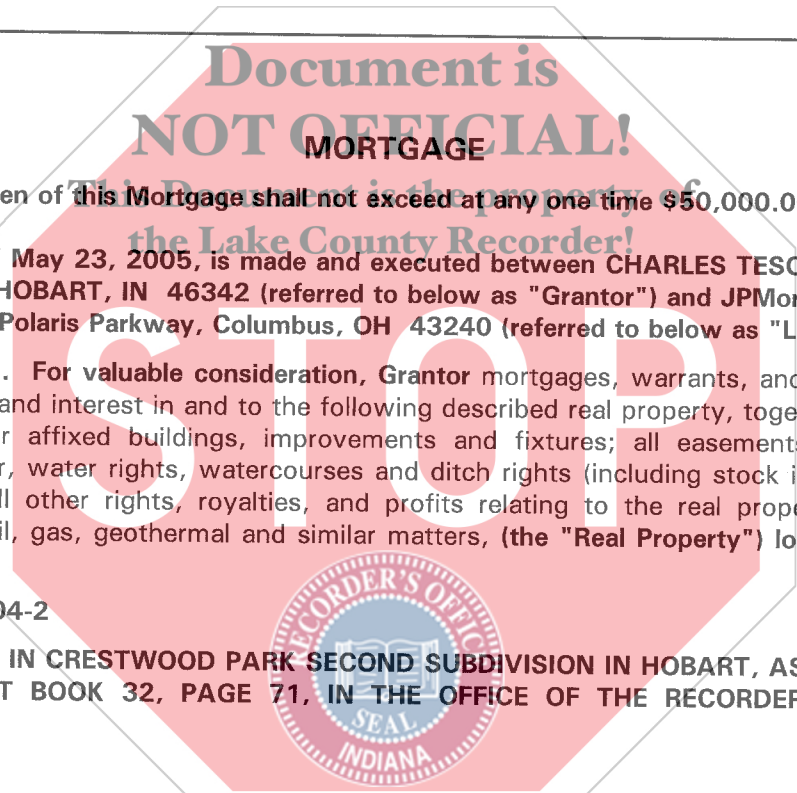 Document is
NOT OFFICIAL!
MORTGAGE
This Document is the property of
en of this Mortgage shall not exceed at any one time $50,000.0
the Lake County Recorder!
May 23, 2005, is made and executed between CHARLES TESC
HOBART, IN 46342 (referred to below as "Grantor") and JPMor
Polaris Parkway, Columbus, OH 43240 (referred to below as "L
STOP
. For valuable consideration, Grantor mortgages, warrants, and
and interest in and to the following described real property, toge
r affixed buildings, improvements and fixtures; all easements
r, water rights, watercourses and ditch rights (including stock i
ll other rights, royalties, and profits relating to the real prope
il, gas, geothermal and similar matters, (the "Real Property") lo
RECORDER'S OFFICE
04-2
IN CRESTWOOD PARK SECOND SUBDIVISION IN HOBART, AS
T BOOK 32, PAGE 71, IN THE OFFICE OF THE RECORDER
SEAL
INDIANA